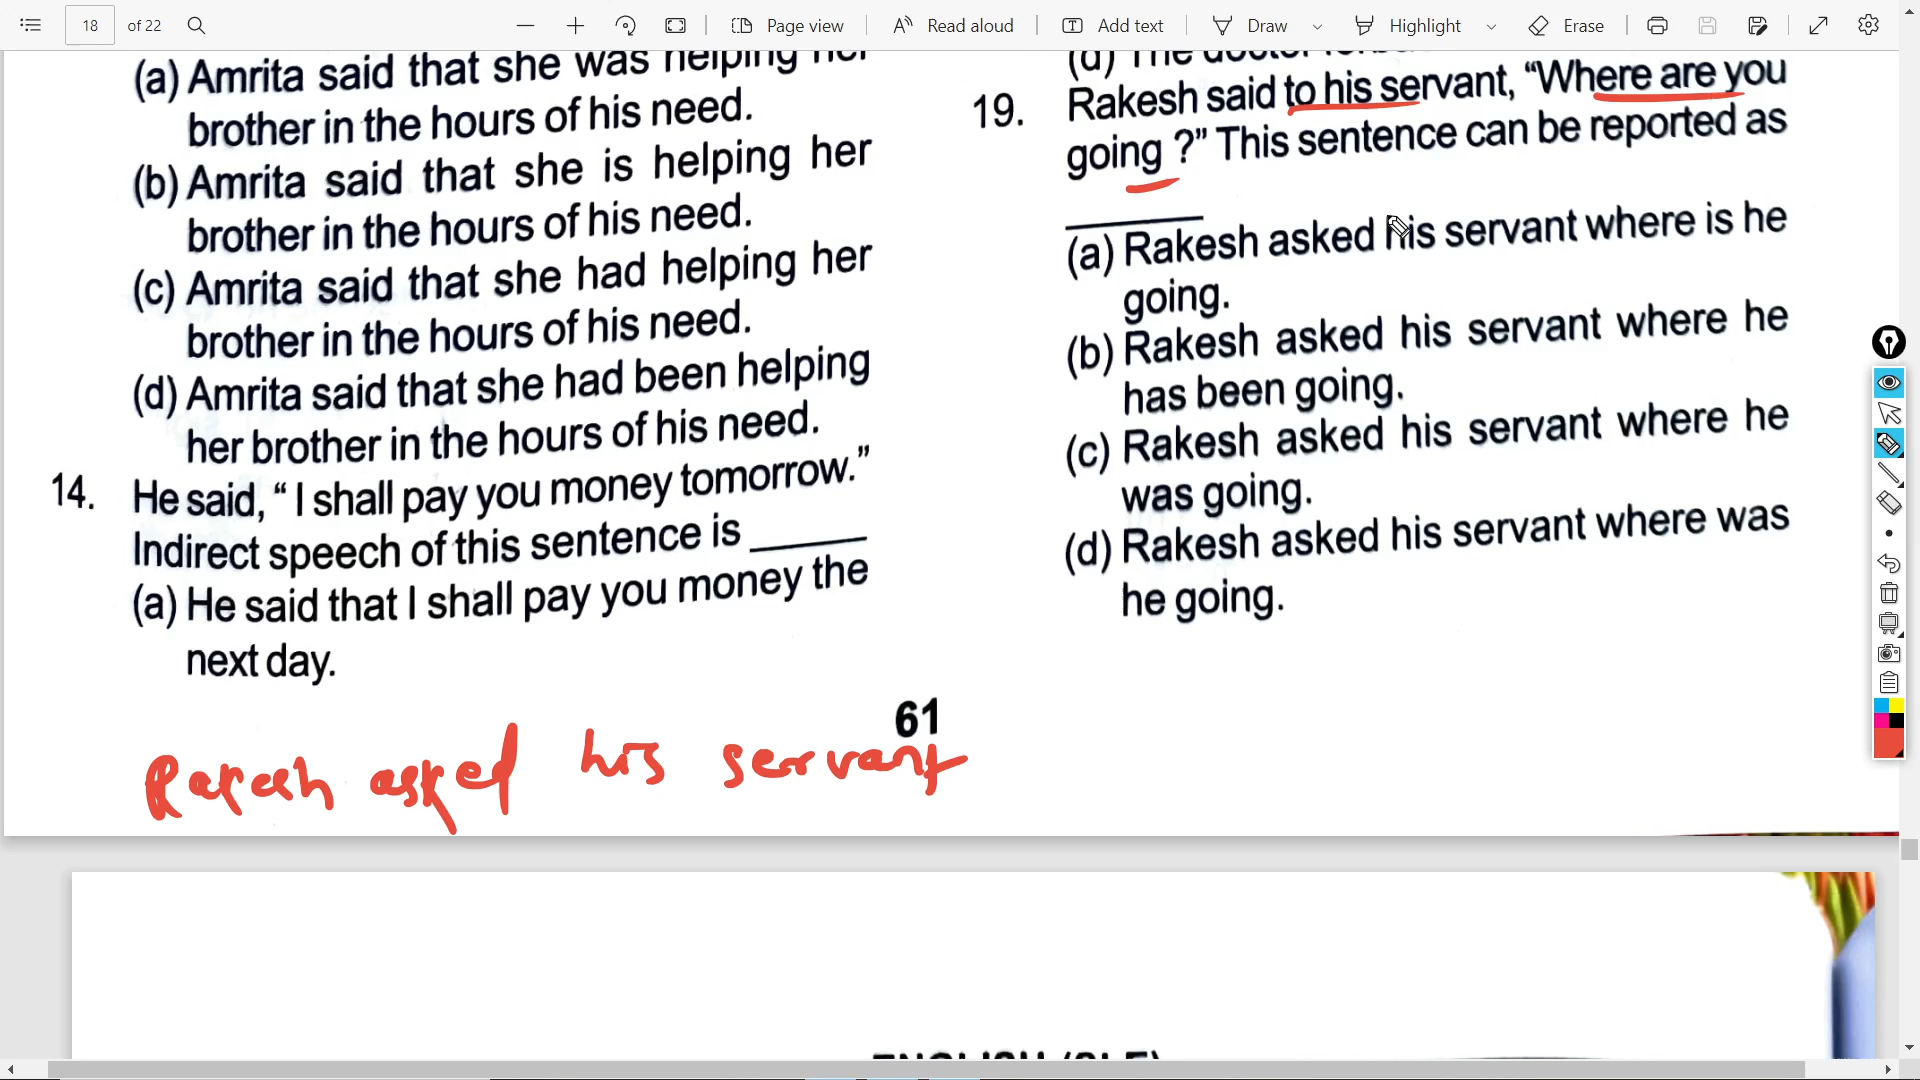 18 of 22 Page view Read aloud Add text Draw Highlight Erase
(a) Amrita said that she was helping her
brother in the hours of his need.
(b) Amrita said that she is helping her
brother in the hours of his need.
(c) Amrita said that she had helping her
brother in the hours of his need.
(d) Amrita said that she had been helping
her brother in the hours of his need.
14. He said, “ I shall pay you money tomorrow.”
Indirect speech of this sentence is ______
(a) He said that I shall pay you money the
next day.
(d) The doctor
19. Rakesh said to his servant, “Where are you
going ?” This sentence can be reported as
______
(a) Rakesh asked his servant where is he
going.
(b) Rakesh asked his servant where he
has been going.
(c) Rakesh asked his servant where he
was going.
(d) Rakesh asked his servant where was
he going.
61
Rakesh asked his servant
ENGLISH (SLE)